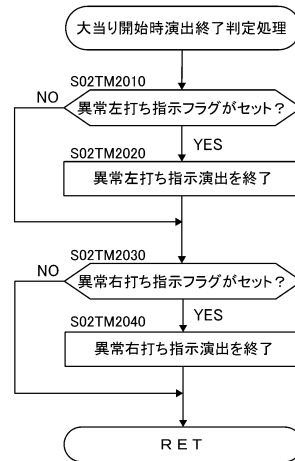 大当り開始時演出終了判定処理
S02TM2010
NO
異常左打ち指示フラグがセット?
YES
S02TM2020
異常左打ち指示演出を終了
S02TM2030
NO
異常右打ち指示フラグがセット?
YES
S02TM2040
異常右打ち指示演出を終了
RET